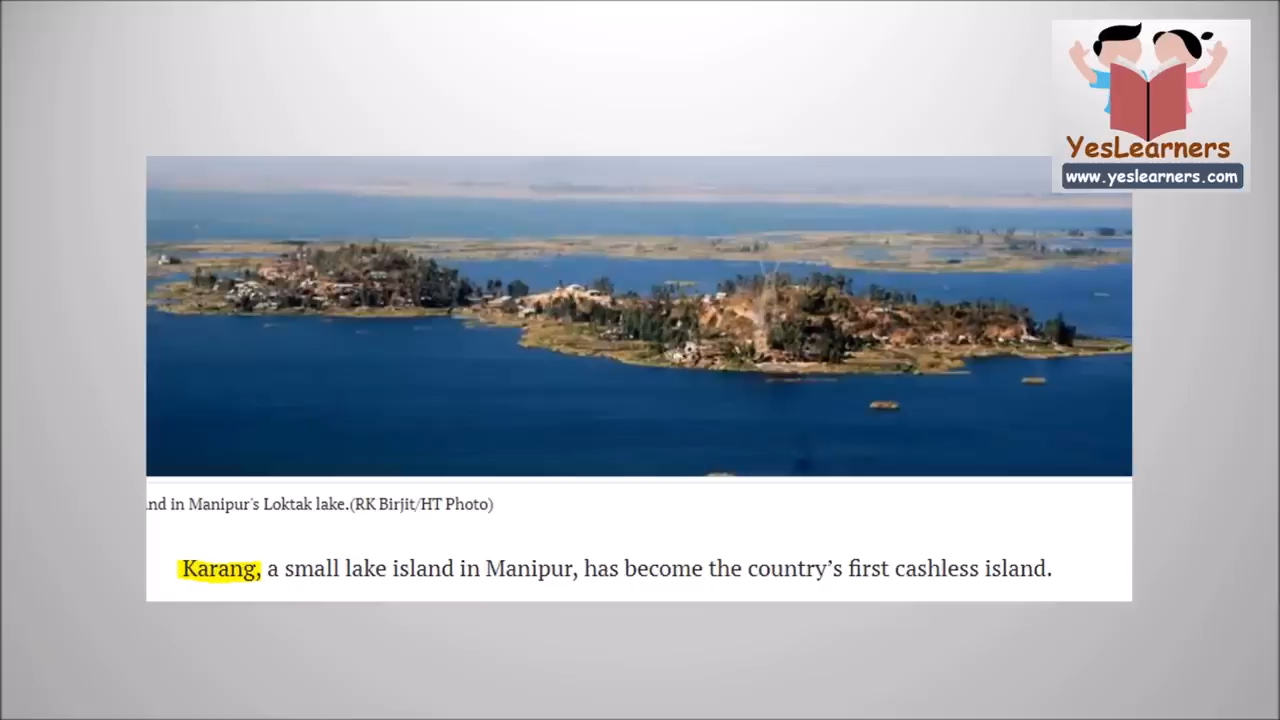 YesLearners
www.yeslearners.com
nd in Manipur's Loktak lake.(RK Birjit/HT Photo)
Karang, a small lake island in Manipur, has become the country’s first cashless island.